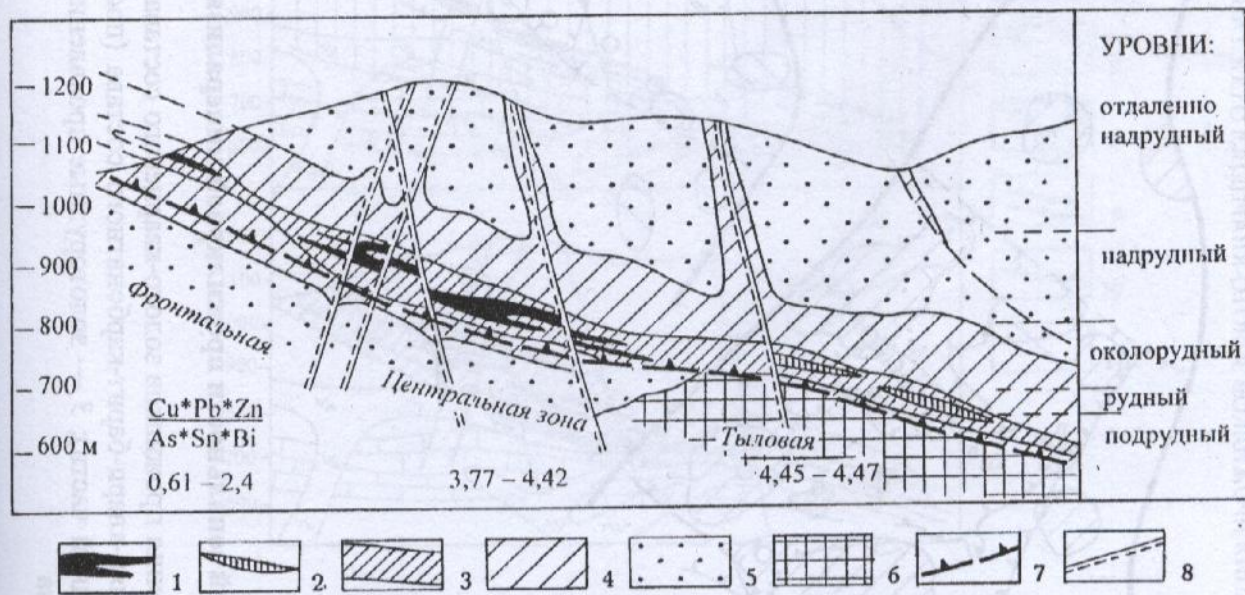 УРОВНИ:
отдаленно
надрудный
надрудный
околорудный
рудный
подрудный
1200
1100
1000
900
800
700
600 м
Фронтальная
Центральная зона
Тыловая
Cu*Pb*Zn
As*Sn*Bi
0,61 – 2,4
3,77 – 4,42
4,45 – 4,47
1
2
3
4
5
6
7
8